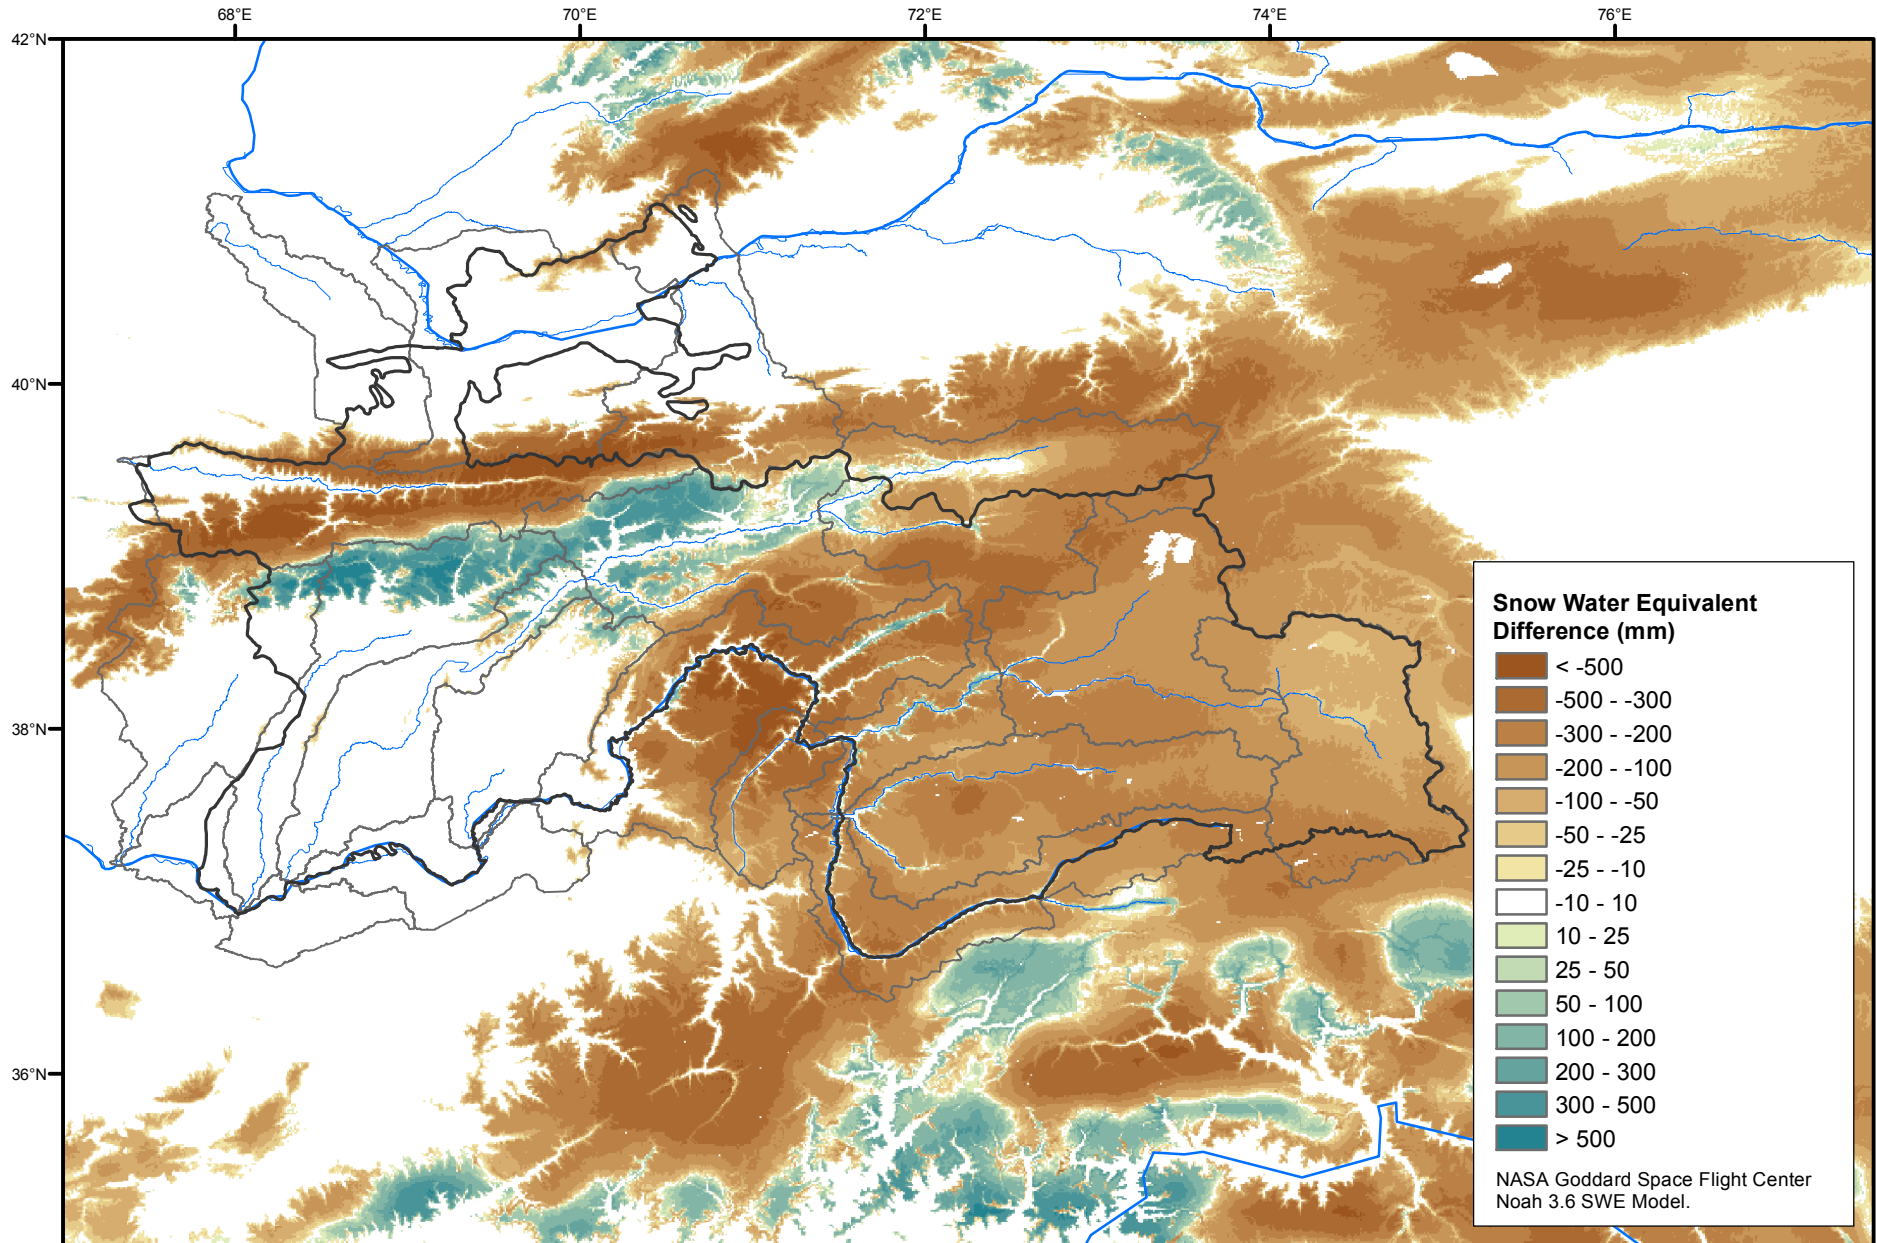 68°E 70°E 72°E 74°E 76°E
42°N
40°N
38°N
36°N
Snow Water Equivalent
Difference (mm)
< -500
-500 - -300
-300 - -200
-200 - -100
-100 - -50
-50 - -25
-25 - -10
-10 - 10
10 - 25
25 - 50
50 - 100
100 - 200
200 - 300
300 - 500
> 500
NASA Goddard Space Flight Center
Noah 3.6 SWE Model.